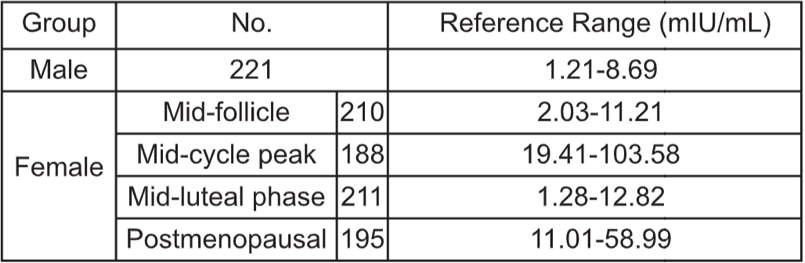 Group No. Reference Range (mIU/mL)
Male 221 1.21-8.69
Mid-follicle 210 2.03-11.21
Mid-cycle peak 188 19.41-103.58
Female
Mid-luteal phase 211 1.28-12.82
Postmenopausal 195 11.01-58.99